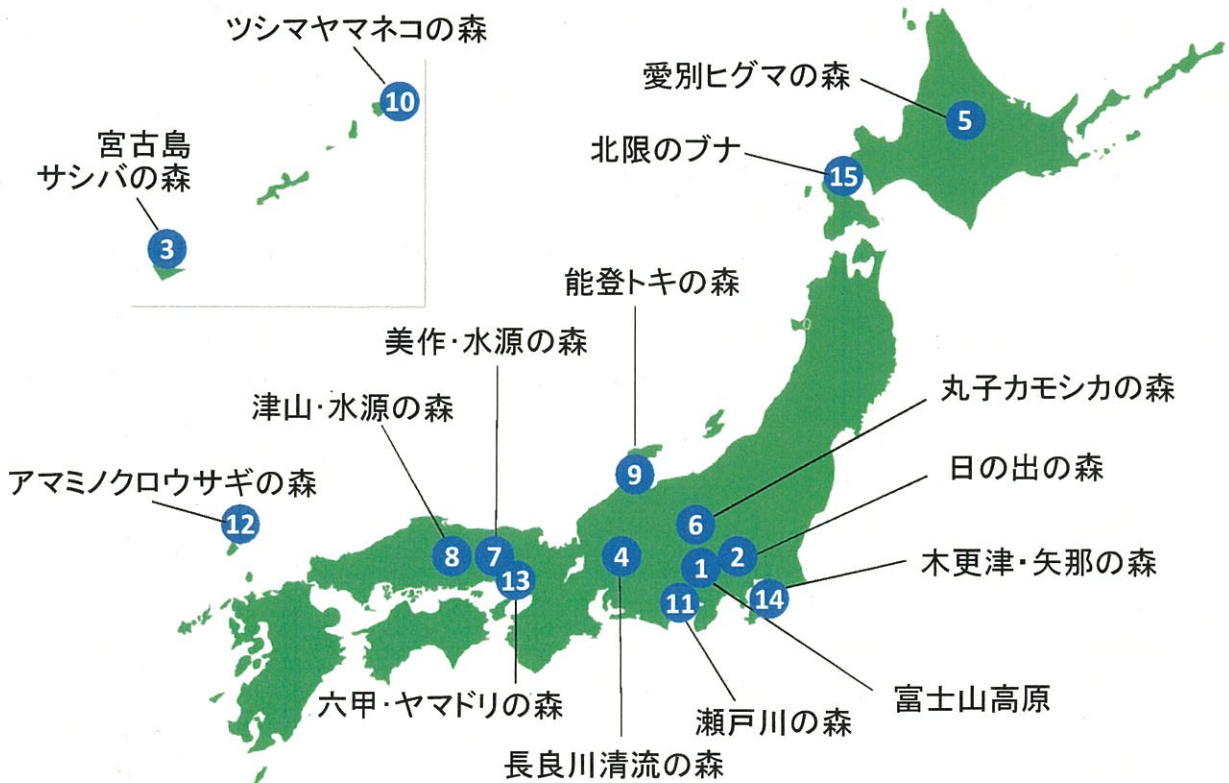 ツシマヤマネコの森
10
宮古島
サシバの森
3
愛別ヒグマの森
5
北限のブナ
15
能登トキの森
9
美作・水源の森
7
津山・水源の森
8
アマミノクロウサギの森
12
丸子カモシカの森
6
日の出の森
2
木更津・矢那の森
14
富士山高原
1
瀬戸川の森
11
長良川清流の森
4
六甲・ヤマドリの森
13